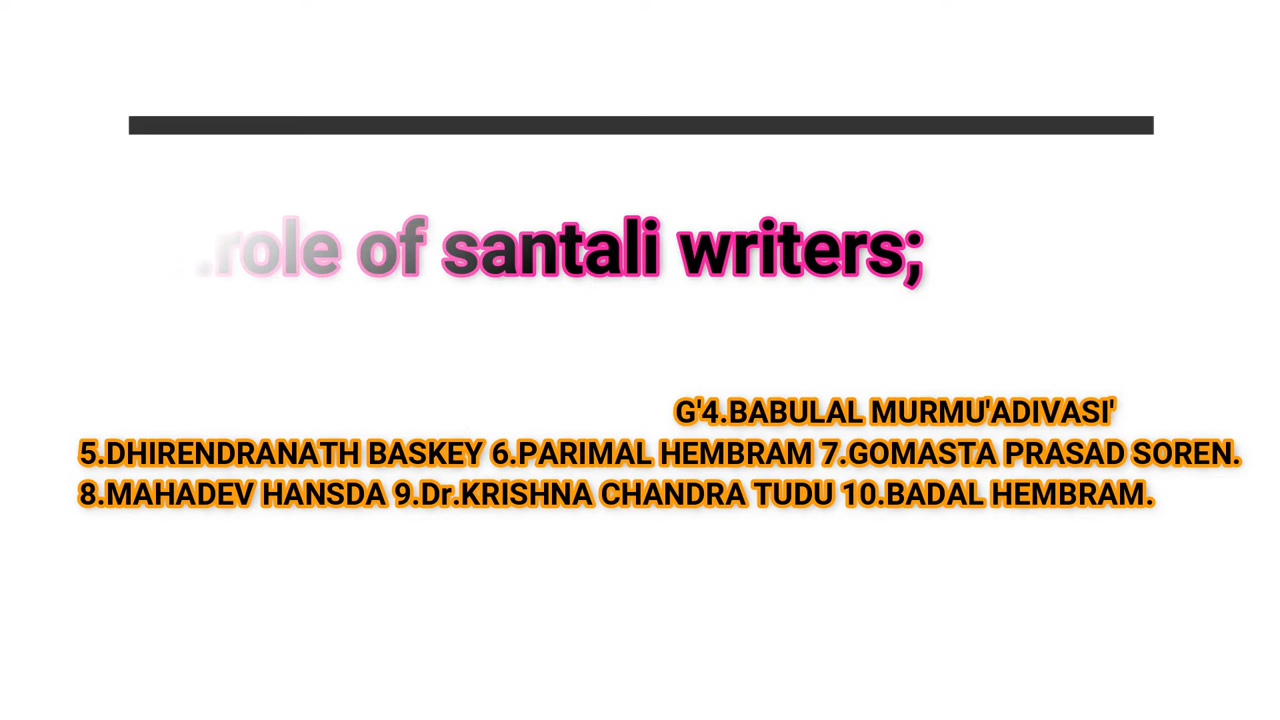 .role of santali writers;
G'4.BABULAL MURMU'ADIVASI'
5.DHIRENDRANATH BASKEY 6.PARIMAL HEMBRAM 7.GOMASTA PRASAD SOREN.
8.MAHADEV HANSDA 9.Dr.KRISHNA CHANDRA TUDU 10.BADAL HEMBRAM.